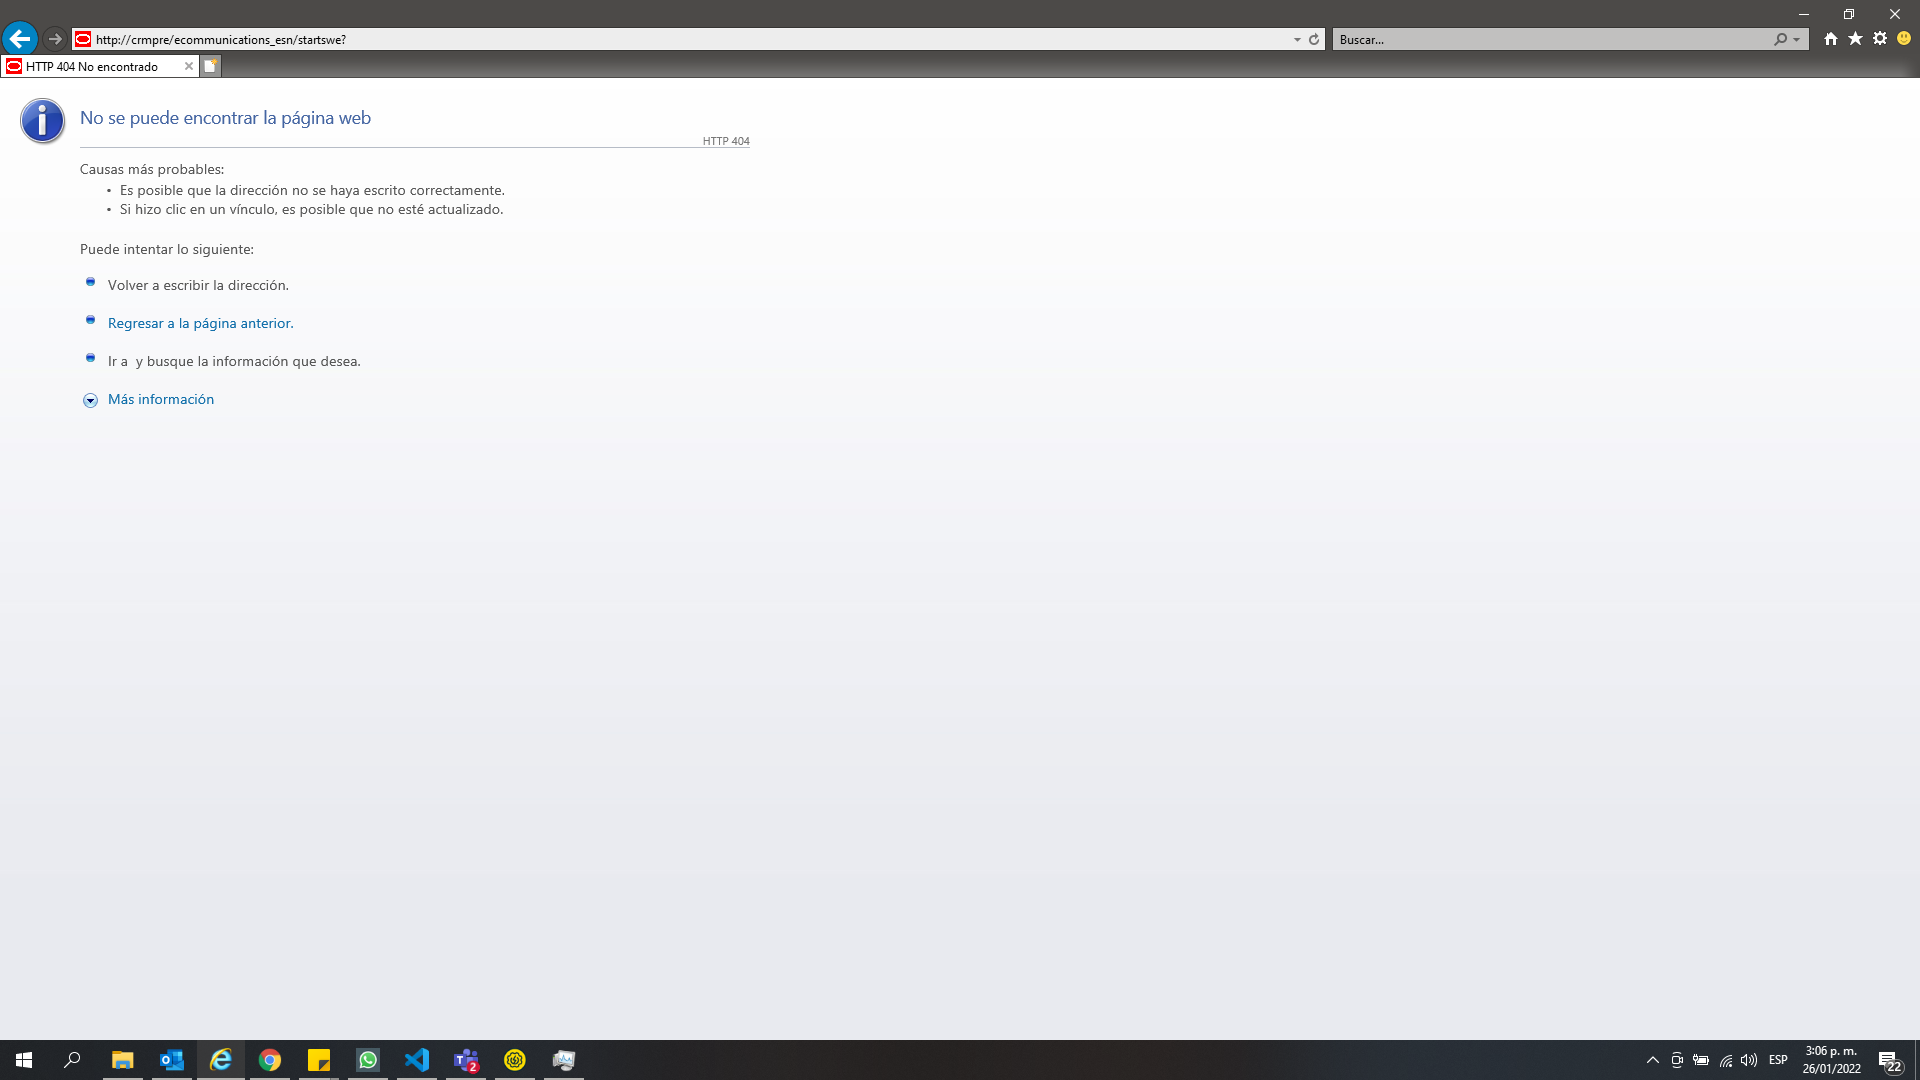 http://crmpre/ecommunications_esn/startswe?
Buscar...
HTTP 404 No encontrado
No se puede encontrar la página web
HTTP 404
Causas más probables:
• Es posible que la dirección no se haya escrito correctamente.
• Si hizo clic en un vínculo, es posible que no esté actualizado.
Puede intentar lo siguiente:
Volver a escribir la dirección.
Regresar a la página anterior.
Ir a  y busque la información que desea.
Más información
2
ESP
3:06 p. m.
26/01/2022
22